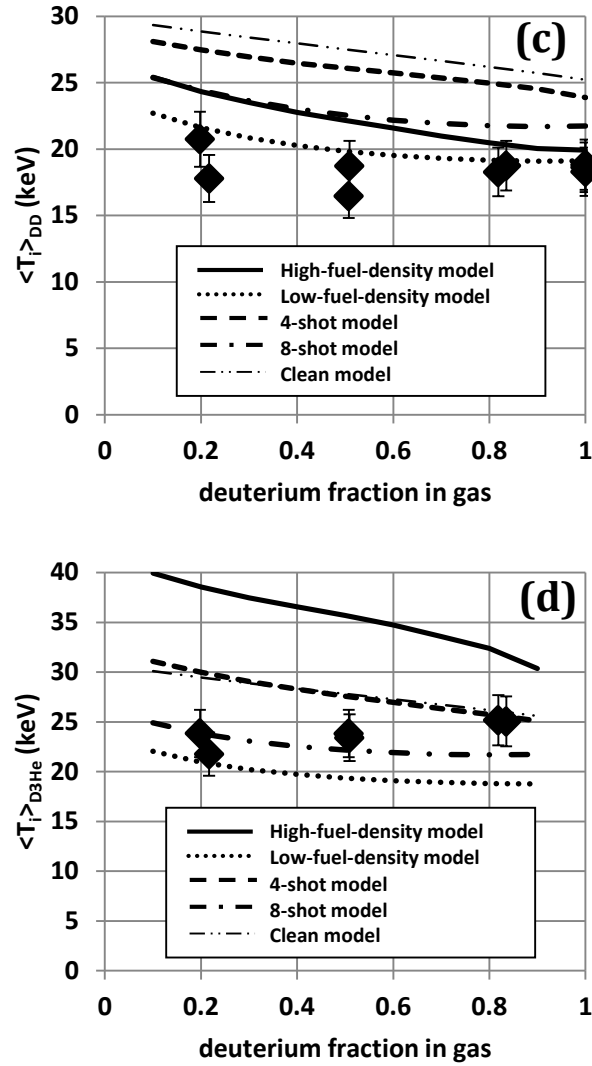 30
25
20
15
10
5
0
<Ti>DD (keV)
(c)
High-fuel-density model
Low-fuel-density model
4-shot model
8-shot model
Clean model
0 0.2 0.4 0.6 0.8 1
deuterium fraction in gas
40
35
30
25
20
15
10
5
0
<Ti>D3He (keV)
(d)
High-fuel-density model
Low-fuel-density model
4-shot model
8-shot model
Clean model
0 0.2 0.4 0.6 0.8 1
deuterium fraction in gas